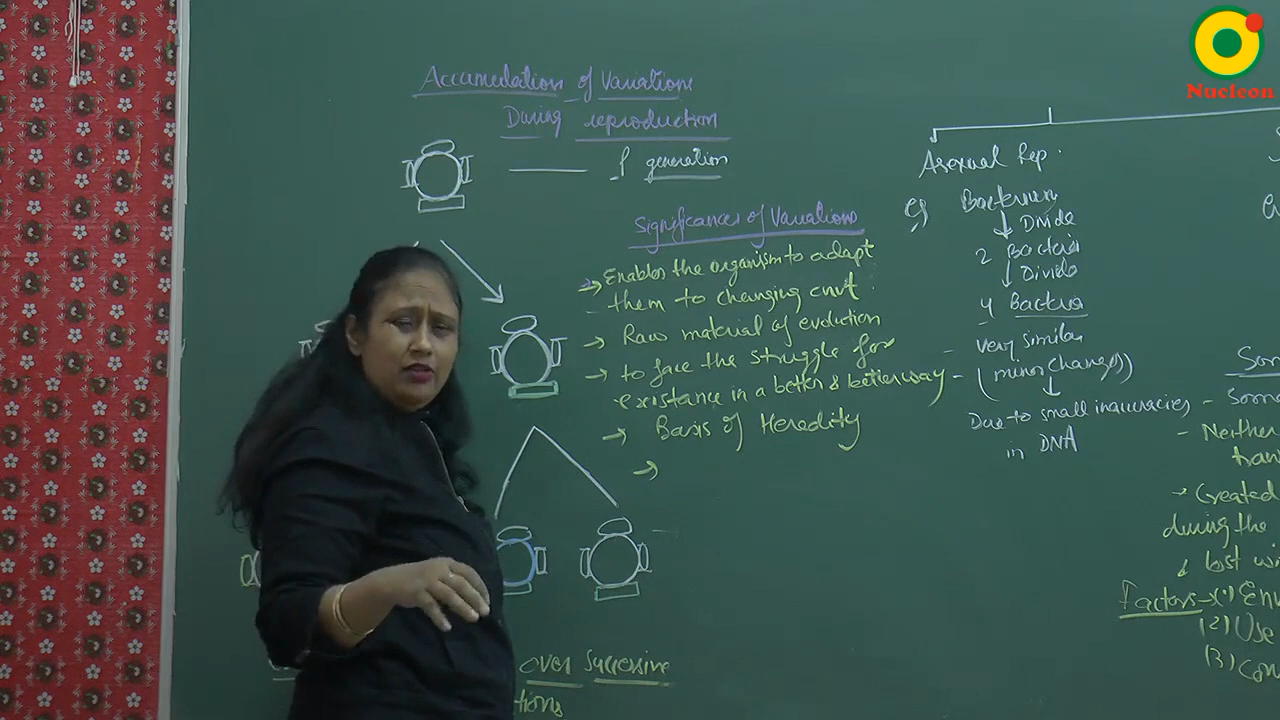 Nucleon
Accumulation of Variations
During reproduction
generation
Significance of Variations
→ Enables the organism to adapt
them to changing envt.
→ Raw material of evolution
→ to face the struggle for
existance in a better & better way
→ Basis of Heredity
→
over Successive
tions
Asexual Rep.
eg Bacterium
↓ Divide
2 Bacteria
↓ Divide
4 Bacteria
- very similar
- (minor changes)
↓
Due to small inaccuracies
in DNA
- Neither
→ Created
during the
& lost wi
Factors → (1) Env
(2) Use
(3) Con